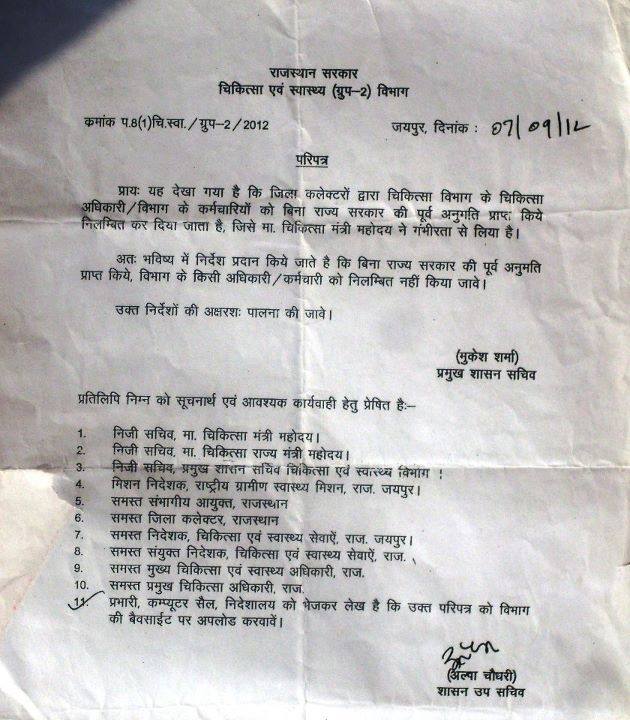 राजस्थान सरकार
चिकित्सा एवं स्वास्थ्य (ग्रुप–2) विभाग
कमांक प.8(1)चि.स्वा./ग्रुप–2/2012 जयपुर, दिनांक : 07/09/12
परिपत्र
प्रायः यह देखा गया है कि जिला कलेक्टरों द्वारा चिकित्सा विभाग के चिकित्सा
अधिकारी/विभाग के कर्मचारियों को बिना राज्य सरकार की पूर्व अनुमति प्राप्त किये
निलम्बित कर दिया जाता है, जिसे मा. चिकित्सा मंत्री महोदय ने गंभीरता से लिया है।
अतः भविष्य में निर्देश प्रदान किये जाते है कि बिना राज्य सरकार की पूर्व अनुमति
प्राप्त किये, विभाग के किसी अधिकारी/कर्मचारी को निलम्बित नहीं किया जावे।
उक्त निर्देशों की अक्षरशः पालना की जावे।
(मुकेश शर्मा)
प्रमुख शासन सचिव
प्रतिलिपि निम्न को सूचनार्थ एवं आवश्यक कार्यवाही हेतु प्रेषित हैः–
1. निजी सचिव, मा. चिकित्सा मंत्री महोदय।
2. निजी सचिव, मा. चिकित्सा राज्य मंत्री महोदय।
3. निजी सचिव, प्रमुख शासन सचिव चिकित्सा एवं स्वास्थ्य विभाग ।
4. मिशन निदेशक, राष्ट्रीय ग्रामीण स्वास्थ्य मिशन, राज. जयपुर।
5. समस्त संभागीय आयुक्त, राजस्थान
6. समस्त जिला कलेक्टर, राजस्थान
7. समस्त निदेशक, चिकित्सा एवं स्वास्थ्य सेवाऐं, राज. जयपुर।
8. समस्त संयुक्त निदेशक, चिकित्सा एवं स्वास्थ्य सेवाऐं, राज.
9. समस्त मुख्य चिकित्सा एवं स्वास्थ्य अधिकारी, राज.
10. समस्त प्रमुख चिकित्सा अधिकारी, राज.
11. प्रभारी, कम्प्यूटर सैल, निदेशालय को भेजकर लेख है कि उक्त परिपत्र को विभाग
की बैवसाईट पर अपलोड करवावें।
(अल्पा चौधरी)
शासन उप सचिव